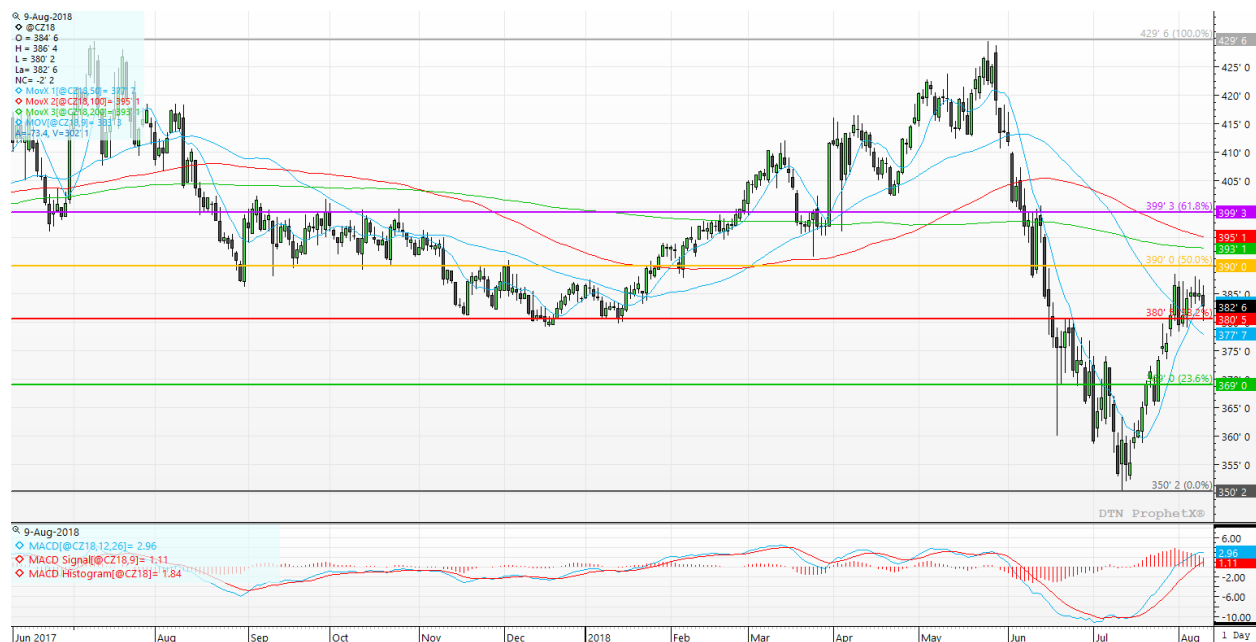 9-Aug-2018
@CZ18
O = 384' 6
H = 386' 4
L = 380' 2
La= 382' 6
NC= -2' 2
MovX 1[@CZ18,50]= 377' 7
MovX 2[@CZ18,100]= 395' 1
MovX 3[@CZ18,200]= 393' 1
MOV[@CZ18,9]= 383' 3
A=-73.4, V=302' 1
429' 6 (100.0%)
399' 3 (61.8%)
390' 0 (50.0%)
380' 5 (38.2%)
369' 0 (23.6%)
350' 2 (0.0%)
429' 6
425' 0
420' 0
415' 0
410' 0
405' 0
399' 3
395' 1
393' 1
390' 0
385' 0
382' 6
380' 5
377' 7
375' 0
369' 0
365' 0
360' 0
355' 0
350' 2
DTN ProphetX®
9-Aug-2018
MACD[@CZ18,12,26]= 2.96
MACD Signal[@CZ18,9]= 1.11
MACD Histogram[@CZ18]= 1.84
6.00
2.96
1.11
-2.00
-6.00
-10.00
Jun 2017 Aug Sep Oct Nov Dec 2018 Feb Mar Apr May Jun Jul Aug 1 Day